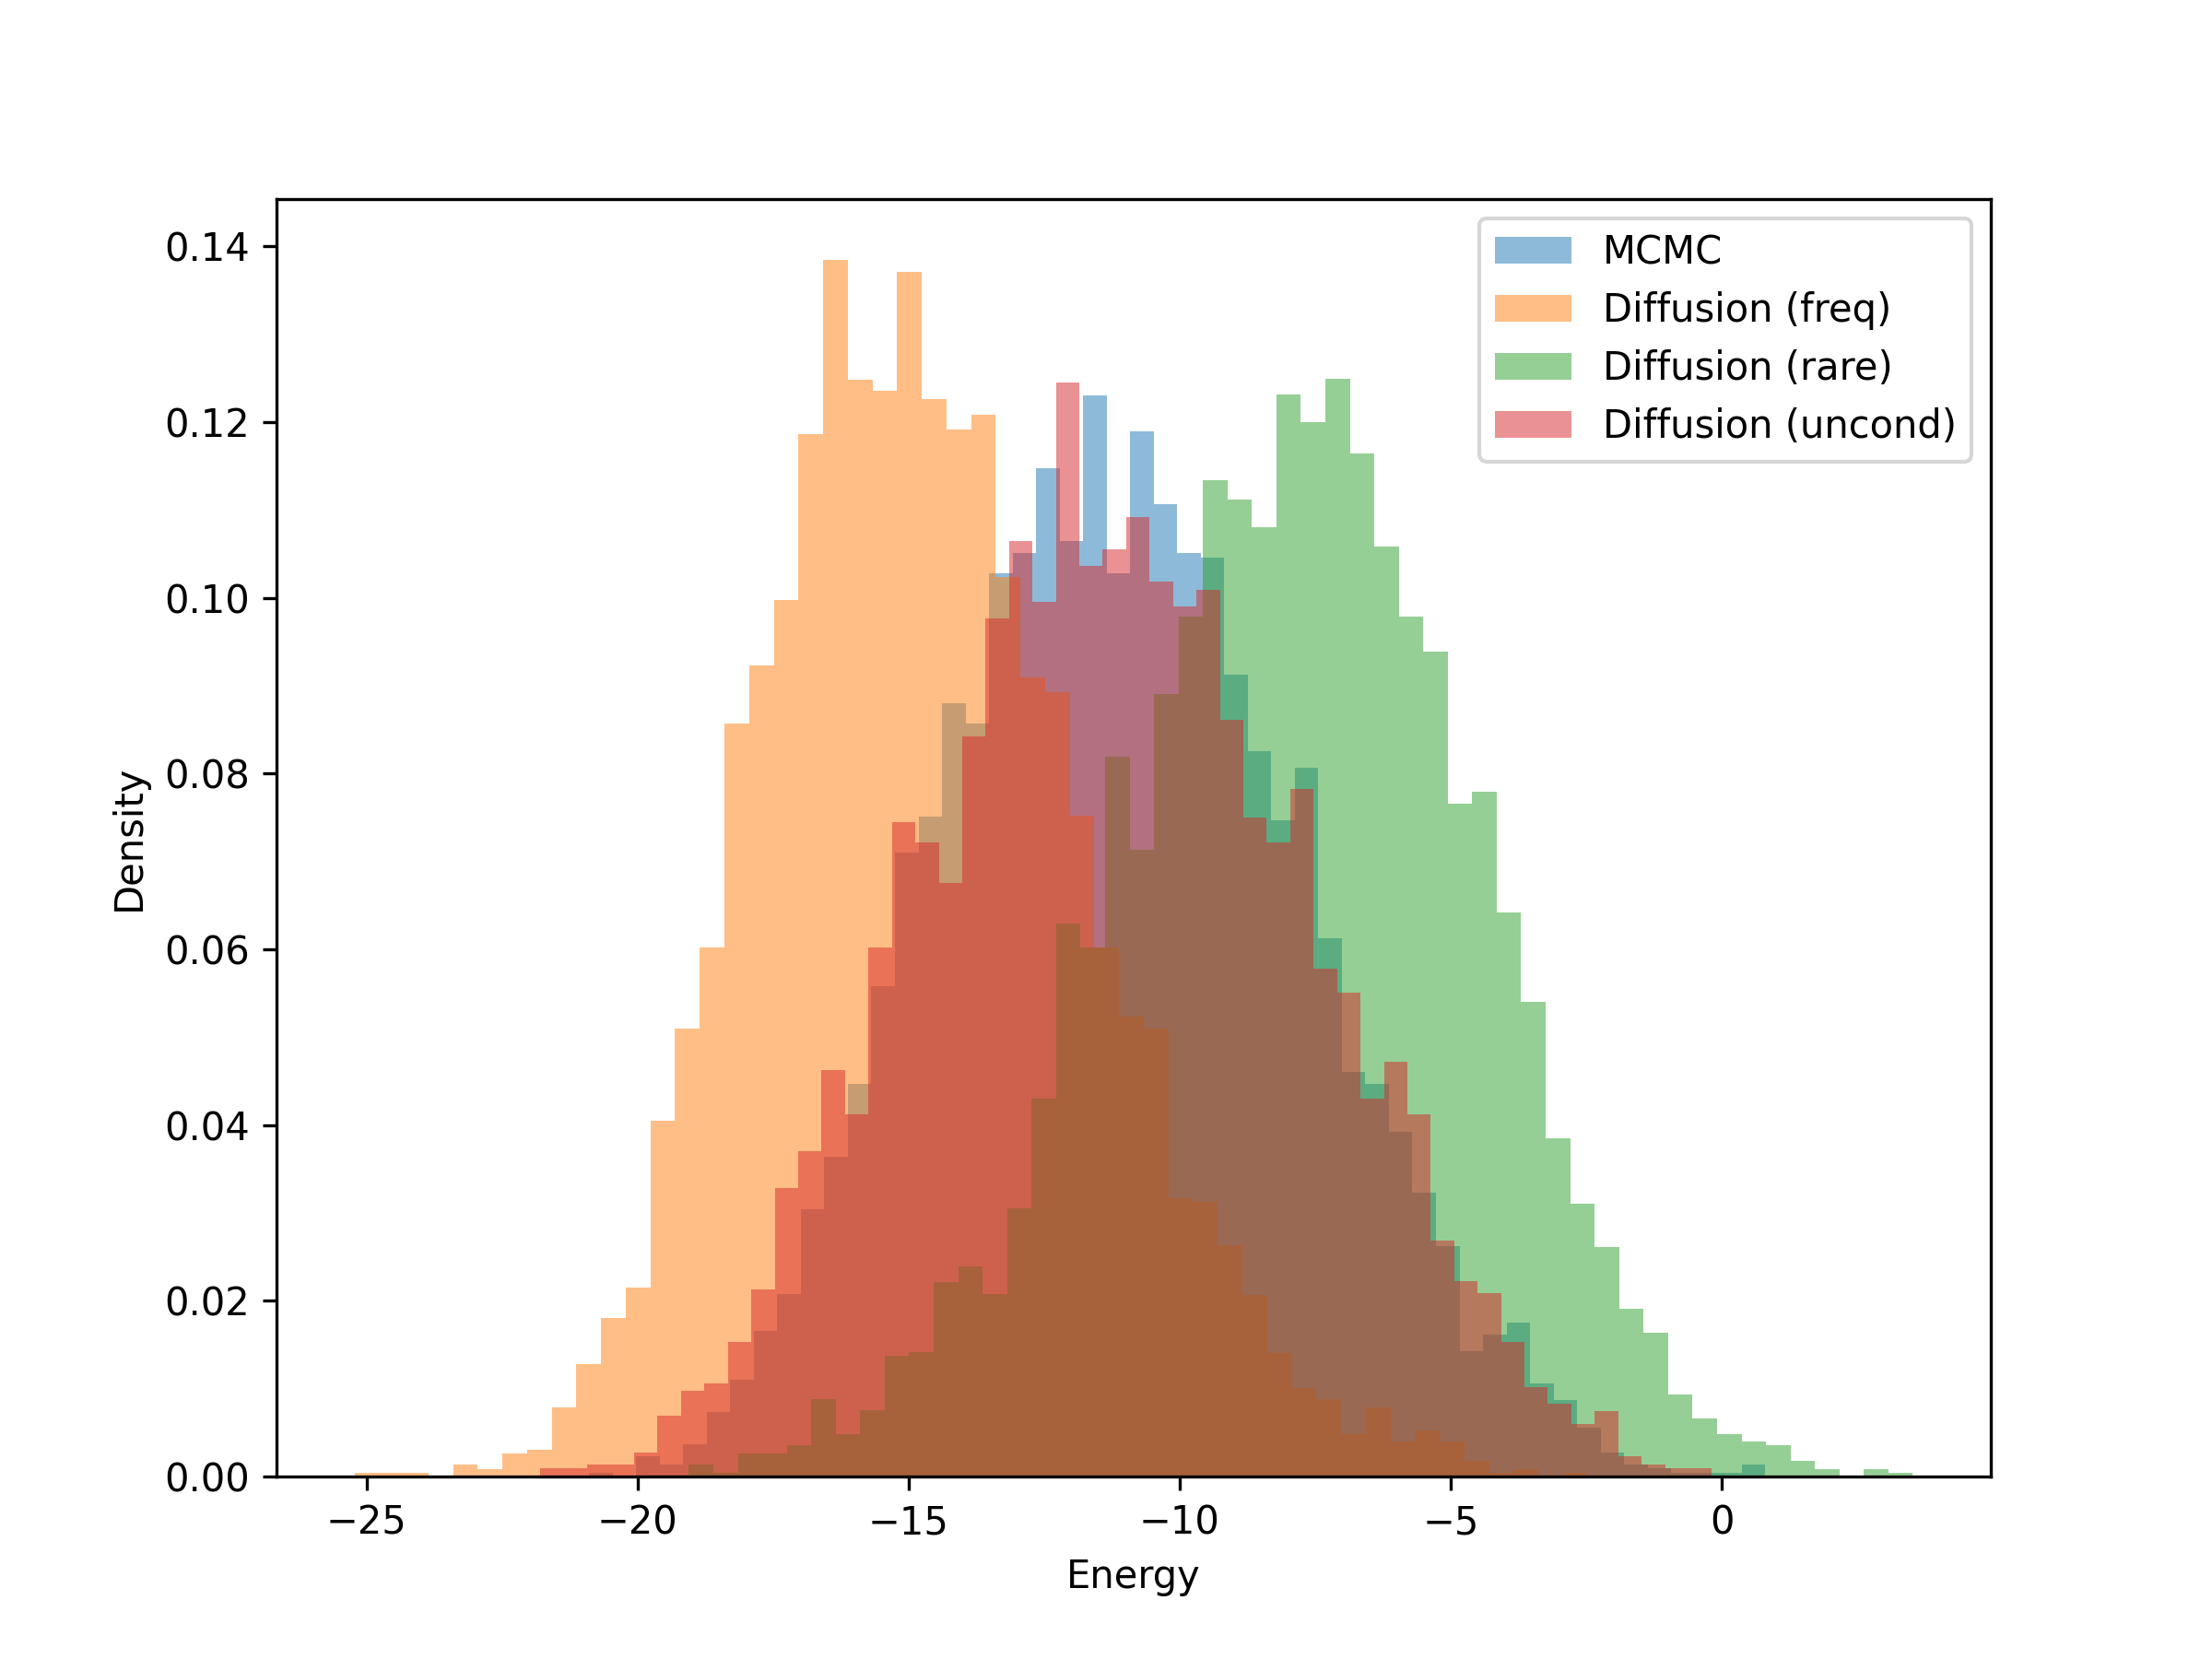 MCMC
Diffusion (freq)
Diffusion (rare)
Diffusion (uncond)
0.14
0.12
0.10
0.08
0.06
0.04
0.02
0.00
Density
−25 −20 −15 −10 −5 0
Energy